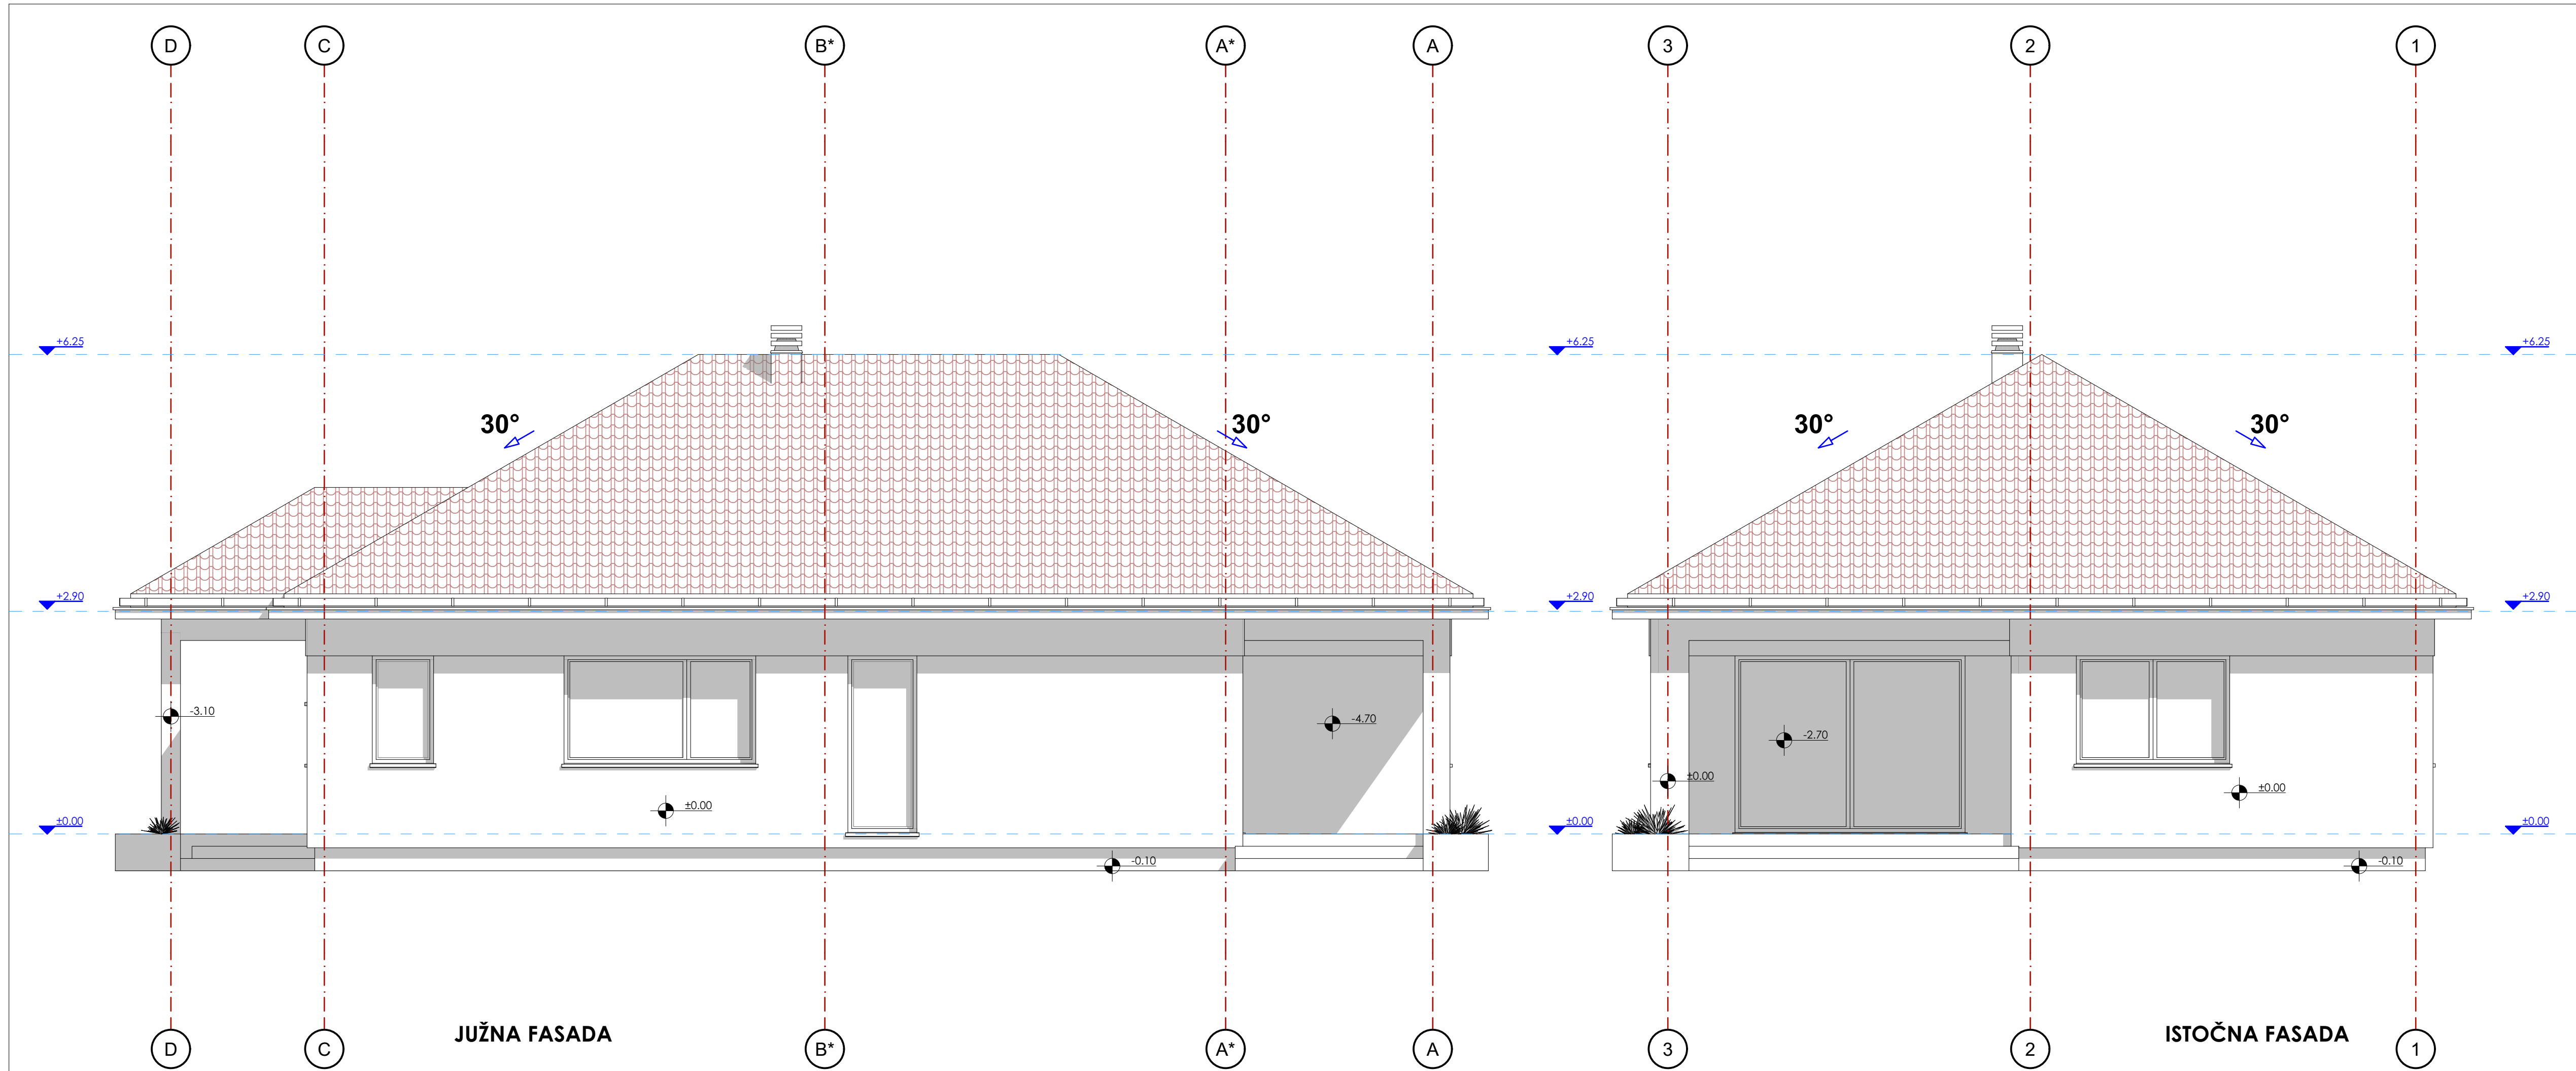 D C B* A* A 3 2 1
+6.25 +6.25 +6.25
30° 30° 30° 30°
+2.90 +2.90 +2.90
-3.10 -4.70 -2.70
±0.00 ±0.00 ±0.00 ±0.00
±0.00 ±0.00 ±0.00
-0.10 -0.10
JUŽNA FASADA ISTOČNA FASADA
D C B* A* A 3 2 1